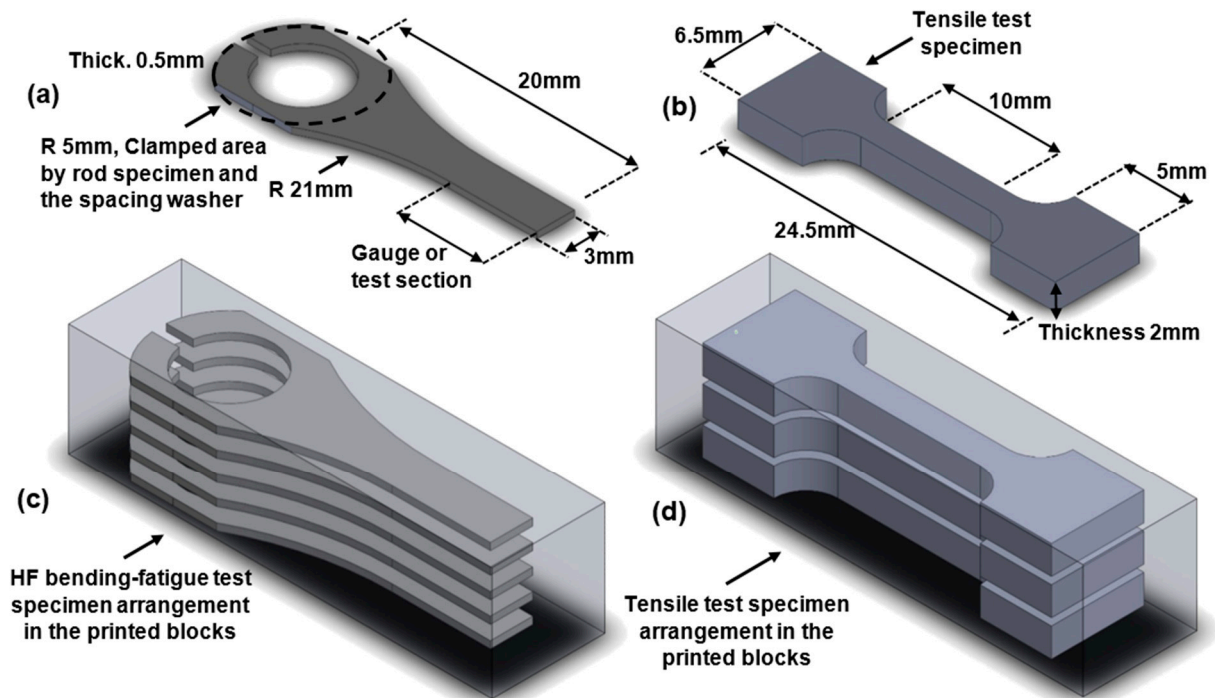 Thick. 0.5mm
(a)
20mm
R 5mm, Clamped area
by rod specimen and
the spacing washer
R 21mm
Gauge or
test section
3mm
6.5mm
Tensile test
specimen
(b)
10mm
5mm
24.5mm
Thickness 2mm
(c)
HF bending-fatigue test
specimen arrangement
in the printed blocks
(d)
Tensile test specimen
arrangement in the
printed blocks